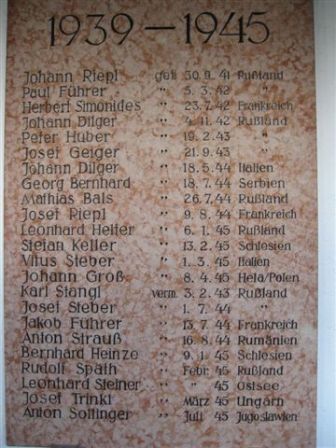 1939 – 1945
Johann Riepl gef. 30. 9. 41 Rußland
Paul Führer " 5. 3. 42 "
Herbert Simonides " 23. 7. 42 Frankreich
Johann Dilger " 4. 11. 42 Rußland
Peter Huber " 19. 2. 43 "
Josef Geiger " 21. 9. 43 "
Johann Dilger " 18. 5. 44 Italien
Georg Bernhard " 18. 7. 44 Serbien
Mathias Bals " 26. 7. 44 Rußland
Josef Riepl " 9. 8. 44 Frankreich
Leonhard Heiter " 6. 1. 45 Rußland
Stefan Keller " 13. 2. 45 Schlesien
Vitus Steber " 1. 3. 45 Italien
Johann Groß " 8. 4. 45 Hela/Polen
Karl Stangl verm. 3. 2. 43 Rußland
Josef Steber " 1. 7. 44 "
Jakob Führer " 13. 7. 44 Frankreich
Anton Strauß " 16. 8. 44 Rumänien
Bernhard Heinze " 9. 1. 45 Schlesien
Rudolf Späth " Febr. 45 Rußland
Leonhard Steiner " " 45 Ostsee
Josef Trinkl " März 45 Ungarn
Anton Sollinger " Juli 45 Jugoslawien